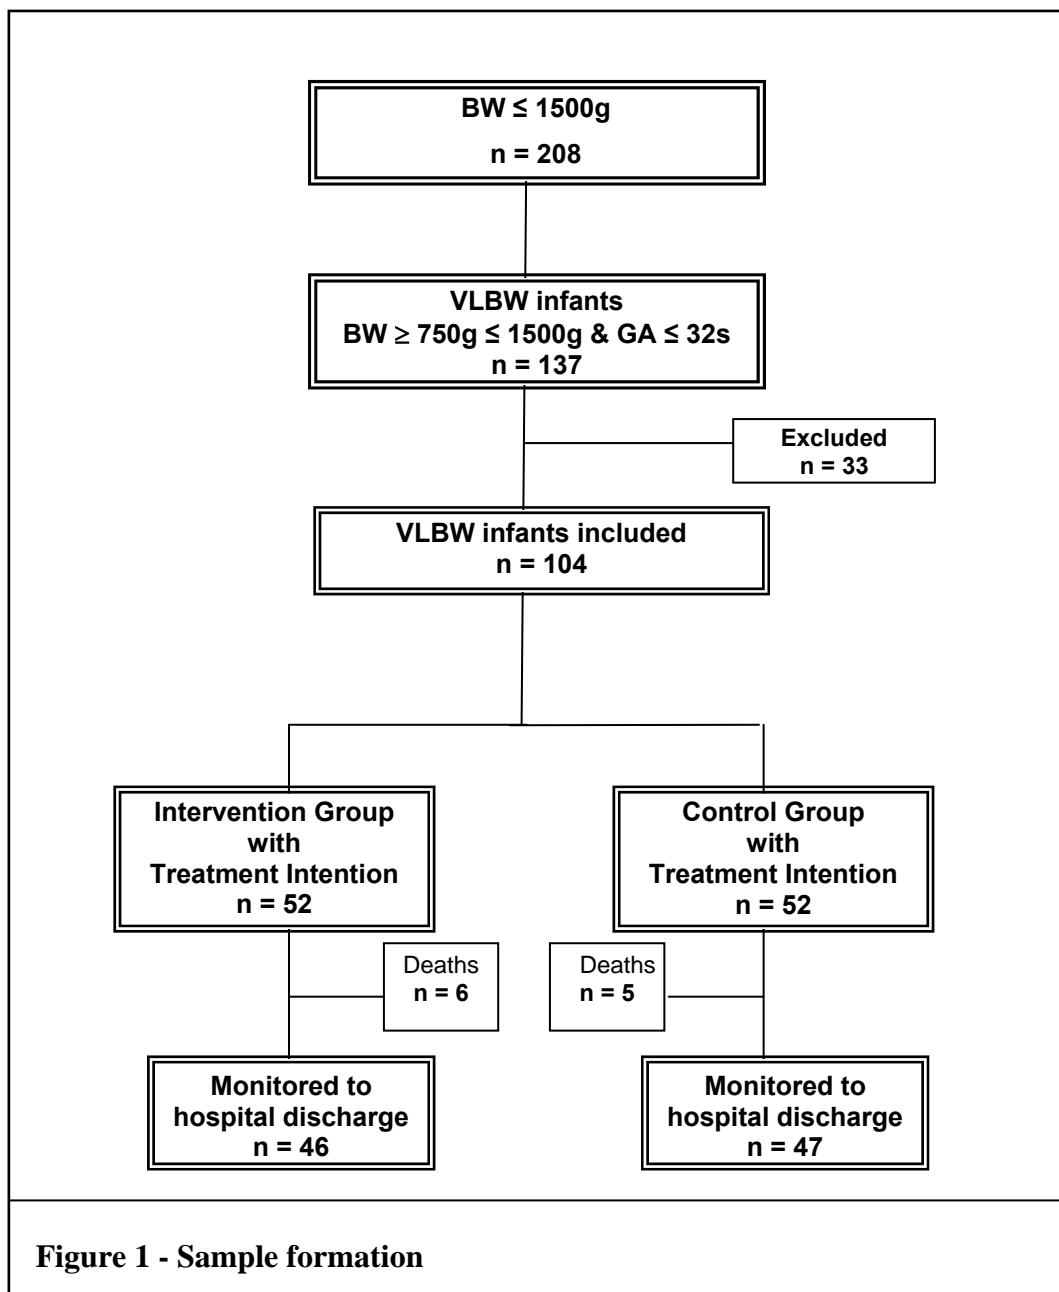 BW ≤ 1500g
n = 208
VLBW infants
BW ≥ 750g ≤ 1500g & GA ≤ 32s
n = 137
Excluded
n = 33
VLBW infants included
n = 104
Intervention Group
with
Treatment Intention
n = 52
Control Group
with
Treatment Intention
n = 52
Deaths
n = 6
Deaths
n = 5
Monitored to
hospital discharge
n = 46
Monitored to
hospital discharge
n = 47
Figure 1 - Sample formation